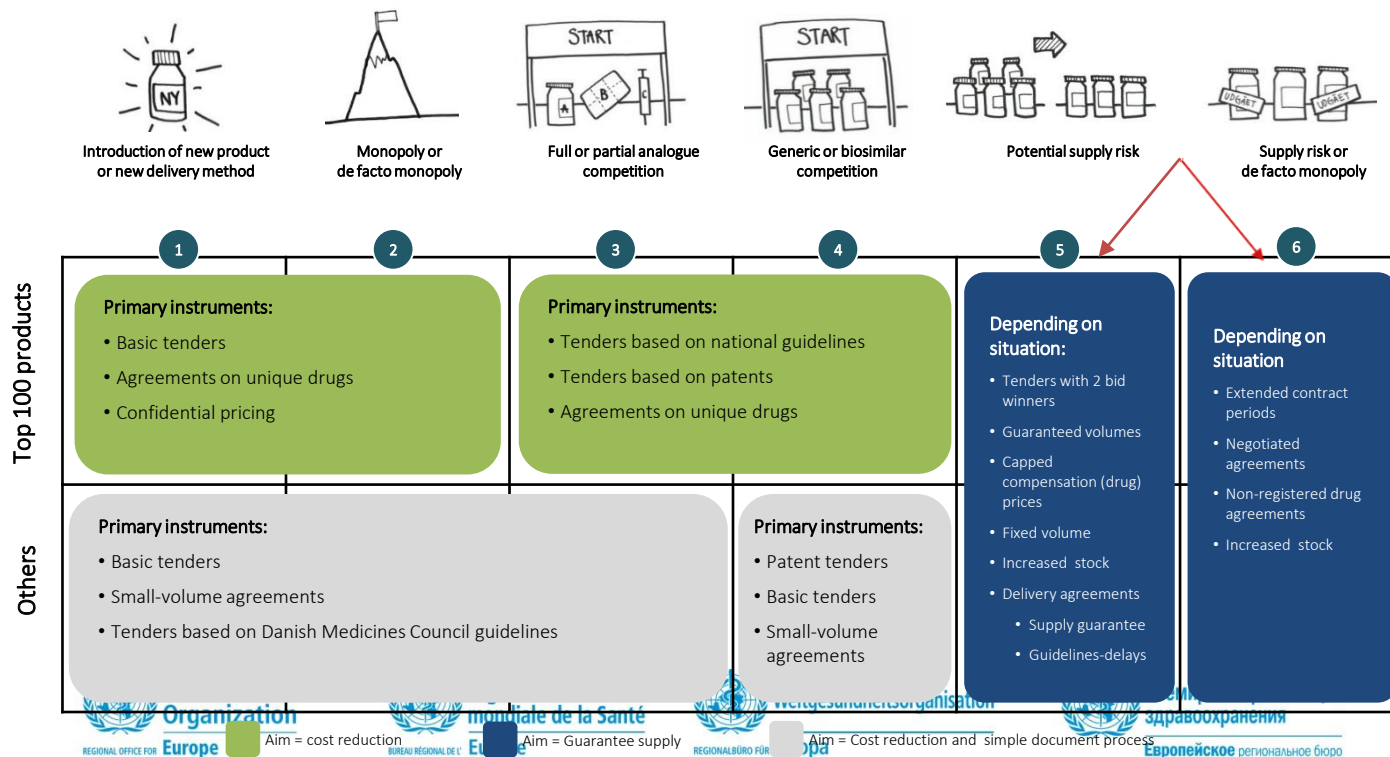 NY
START
A
B
C
START
UDGÅET
UDGÅET
Introduction of new product
or new delivery method
Monopoly or
de facto monopoly
Full or partial analogue
competition
Generic or biosimilar
competition
Potential supply risk
Supply risk or
de facto monopoly
1
2
3
4
5
6
Top 100 products
Primary instruments:
• Basic tenders
• Agreements on unique drugs
• Confidential pricing
Primary instruments:
• Tenders based on national guidelines
• Tenders based on patents
• Agreements on unique drugs
Depending on
situation:
• Tenders with 2 bid
winners
• Guaranteed volumes
• Capped
compensation (drug)
prices
• Fixed volume
• Increased stock
• Delivery agreements
• Supply guarantee
• Guidelines-delays
Depending on
situation
• Extended contract
periods
• Negotiated
agreements
• Non-registered drug
agreements
• Increased stock
Others
Primary instruments:
• Basic tenders
• Small-volume agreements
• Tenders based on Danish Medicines Council guidelines
Primary instruments:
• Patent tenders
• Basic tenders
• Small-volume
agreements
Organization
REGIONAL OFFICE FOR Europe
mondiale de la Santé
BUREAU RÉGIONAL DE L'
Weltgesundheitsorganisation
REGIONALBÜRO FÜR
здравоохранения
Европейское региональное бюро
Aim = cost reduction
Aim = Guarantee supply
Aim = Cost reduction and simple document process